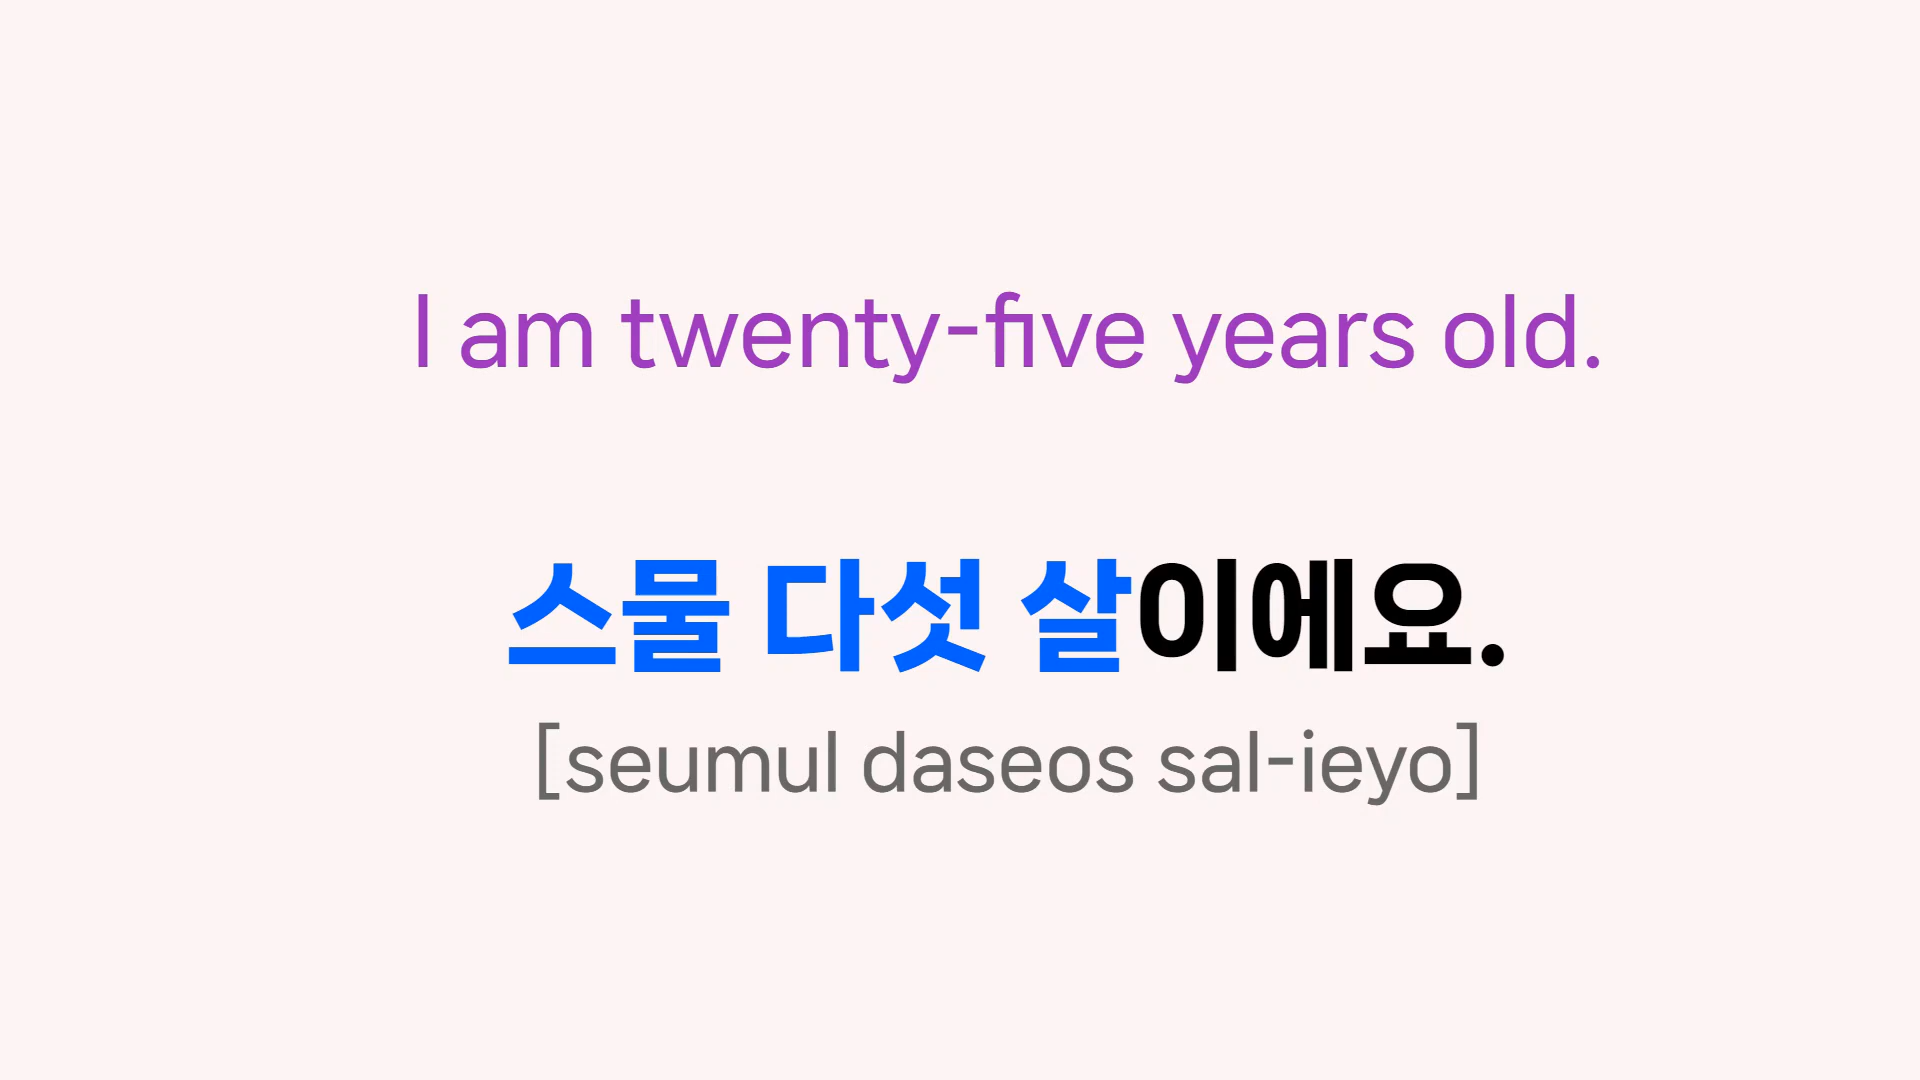 I am twenty-five years old.
스물 다섯 살이에요.
[seumul daseos sal-ieyo]